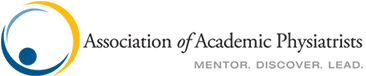 Association of Academic Physiatrists
MENTOR. DISCOVER. LEAD.